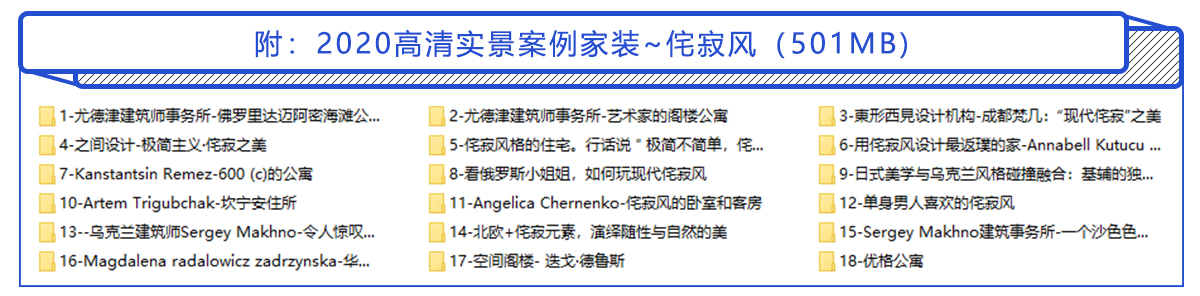 附：2020高清实景案例家装~侘寂风（501MB）
1-尤德津建筑师事务所-佛罗里达迈阿密海滩公...
2-尤德津建筑师事务所-艺术家的阁楼公寓
3-東形西見设计机构-成都梵几：“现代侘寂”之美
4-之间设计-极简主义·侘寂之美
5-侘寂风格的住宅。行话说＂极简不简单，侘...
6-用侘寂风设计最返璞的家-Annabell Kutucu ...
7-Kanstantsin Remez-600 (c)的公寓
8-看俄罗斯小姐姐，如何玩现代侘寂风
9-日式美学与乌克兰风格碰撞融合：基辅的独...
10-Artem Trigubchak-坎宁安住所
11-Angelica Chernenko-侘寂风的卧室和客房
12-单身男人喜欢的侘寂风
13--乌克兰建筑师Sergey Makhno-令人惊叹...
14-北欧+侘寂元素，演绎随性与自然的美
15-Sergey Makhno建筑事务所-一个沙色色...
16-Magdalena radalowicz zadrzynska-华...
17-空间阁楼- 迭戈·德鲁斯
18-优格公寓